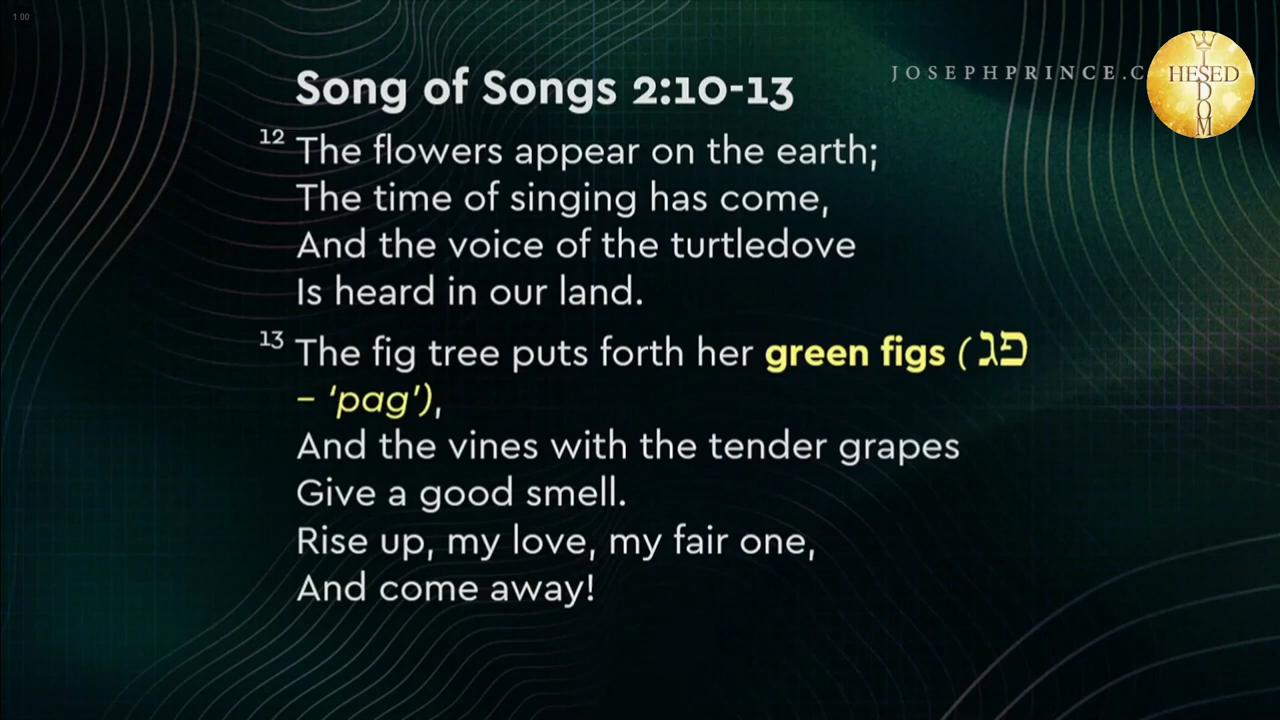 1.00
JOSEPHPRINCE.C
HESED
DOM
Song of Songs 2:10-13
12 The flowers appear on the earth;
The time of singing has come,
And the voice of the turtledove
Is heard in our land.
13 The fig tree puts forth her green figs (פג
– ‘pag’),
And the vines with the tender grapes
Give a good smell.
Rise up, my love, my fair one,
And come away!